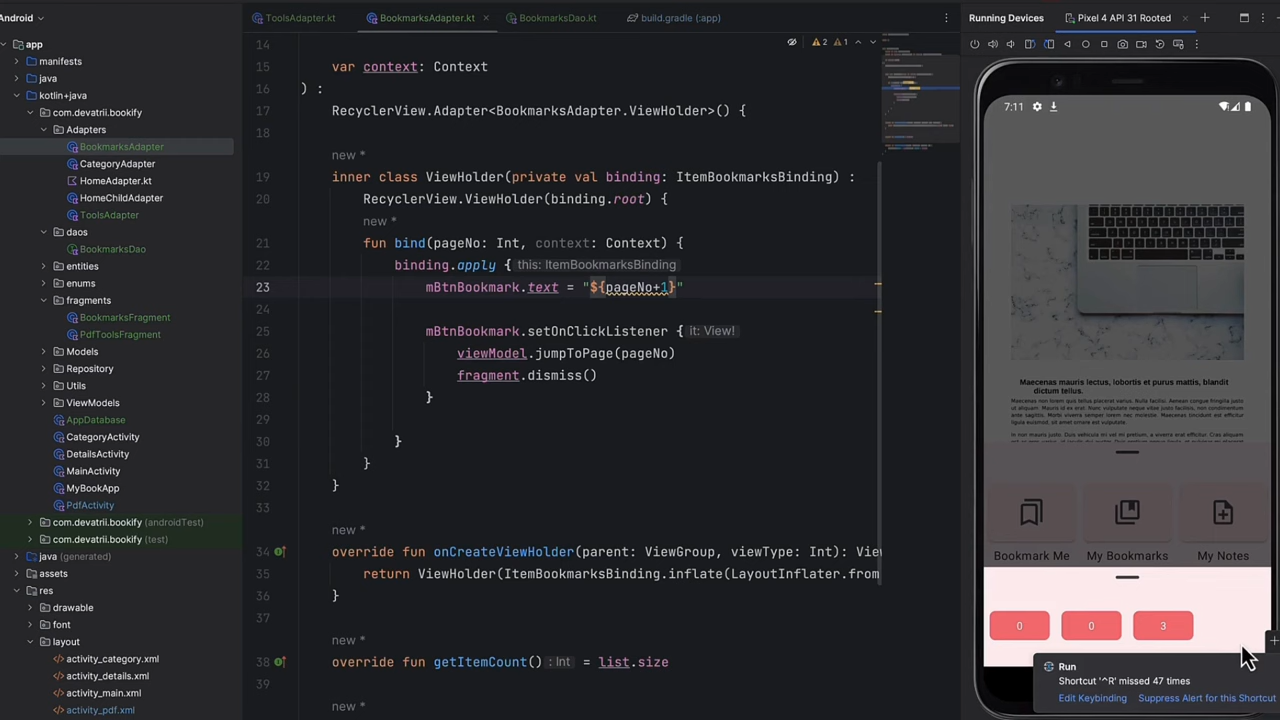 Android
ToolsAdapter.kt
BookmarksAdapter.kt
BookmarksDao.kt
build.gradle (:app)
Running Devices
Pixel 4 API 31 Rooted
app
manifests
java
kotlin+java
com.devatrii.bookify
Adapters
BookmarksAdapter
CategoryAdapter
HomeAdapter.kt
HomeChildAdapter
ToolsAdapter
daos
BookmarksDao
entities
enums
fragments
BookmarksFragment
PdfToolsFragment
Models
Repository
Utils
ViewModels
AppDatabase
CategoryActivity
DetailsActivity
MainActivity
MyBookApp
PdfActivity
com.devatrii.bookify (androidTest)
com.devatrii.bookify (test)
java (generated)
assets
res
drawable
font
layout
activity_category.xml
activity_details.xml
activity_main.xml
activity_pdf.xml
2 1
14
15 var context: Context
16 ) :
17 RecyclerView.Adapter<BookmarksAdapter.ViewHolder>() {
18
new *
19 inner class ViewHolder(private val binding: ItemBookmarksBinding) :
20 RecyclerView.ViewHolder(binding.root) {
new *
21 fun bind(pageNo: Int, context: Context) {
22 binding.apply { this: ItemBookmarksBinding
23 mBtnBookmark.text = "${pageNo+1}"
24
25 mBtnBookmark.setOnClickListener { it: View!
26 viewModel.jumpToPage(pageNo)
27 fragment.dismiss()
28 }
29
30 }
31 }
32 }
33
new *
34 override fun onCreateViewHolder(parent: ViewGroup, viewType: Int): View
35 return ViewHolder(ItemBookmarksBinding.inflate(LayoutInflater.from
36 }
37
new *
38 override fun getItemCount() : Int = list.size
39
new *
7:11
Maecenas mauris lectus, lobortis et purus mattis, blandit
dictum tellus.
Bookmark Me
My Bookmarks
My Notes
0
0
3
Run
Shortcut '^R' missed 47 times
Edit Keybinding
Suppress Alert for this Shortcut